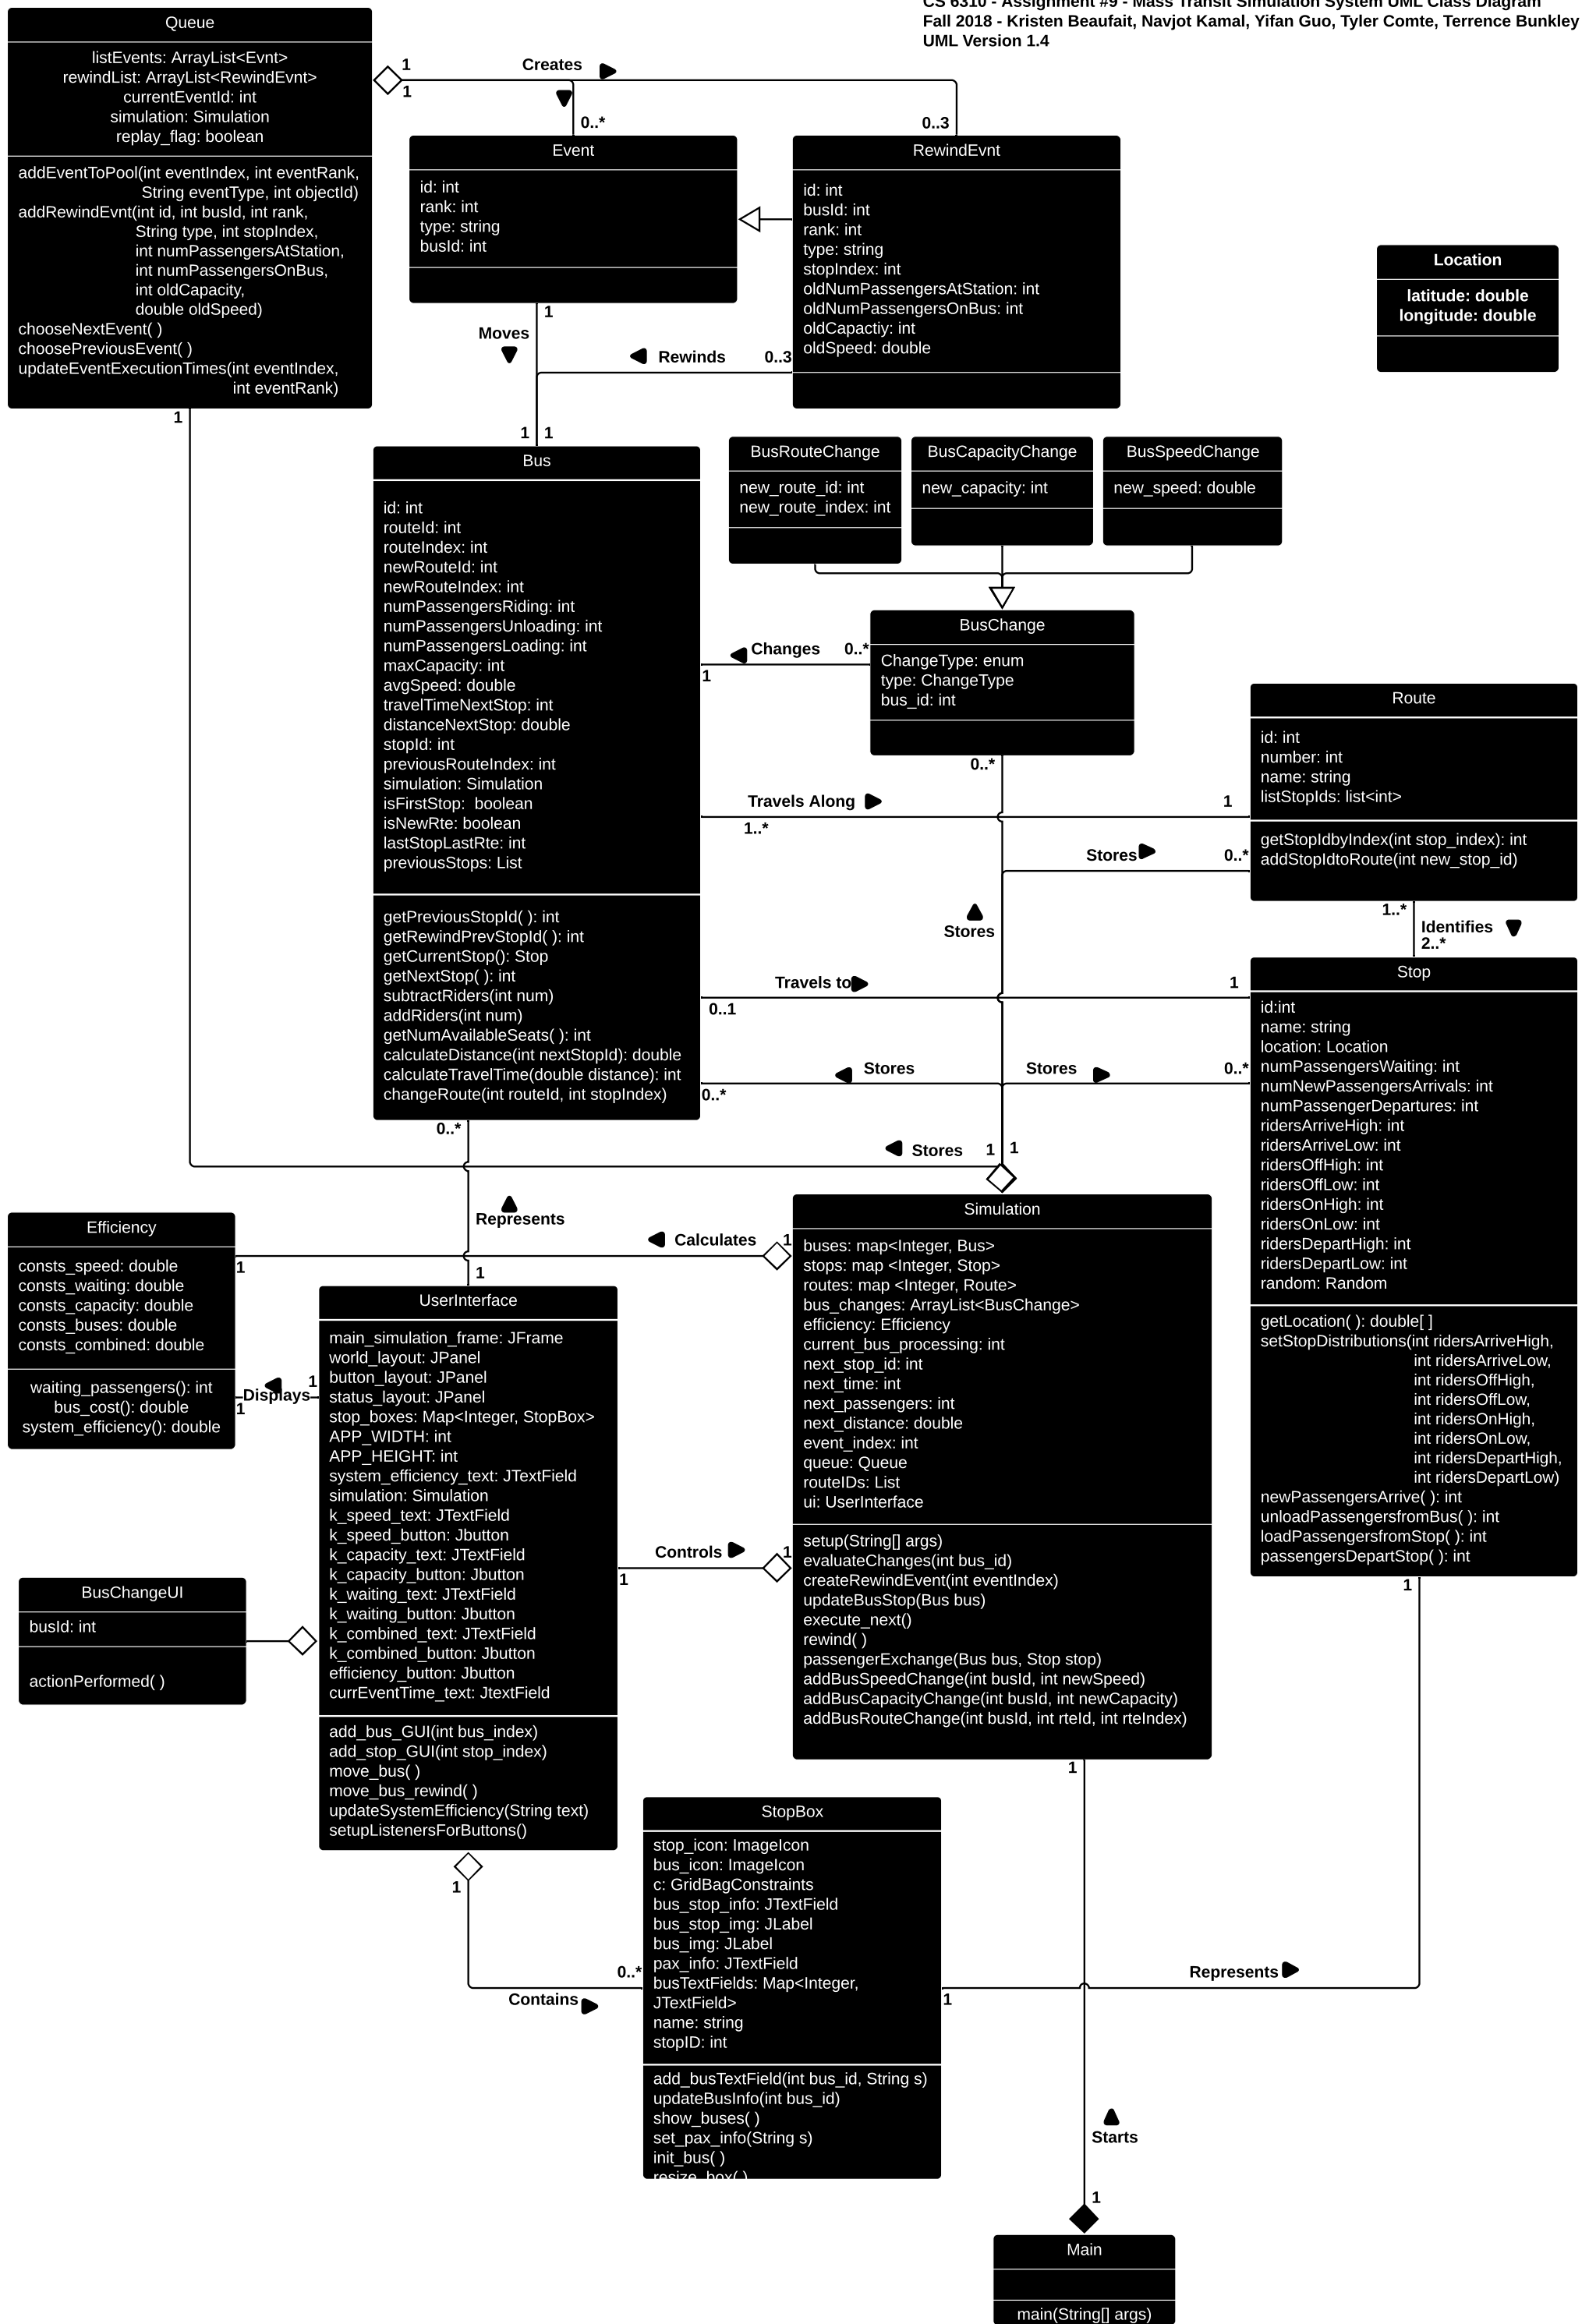 CS 6310 - Assignment #9 - Mass Transit Simulation System UML Class Diagram
Fall 2018 - Kristen Beaufait, Navjot Kamal, Yifan Guo, Tyler Comte, Terrence Bunkley
UML Version 1.4
Queue
listEvents: ArrayList<Evnt>
rewindList: ArrayList<RewindEvnt>
currentEventId: int
simulation: Simulation
replay_flag: boolean
addEventToPool(int eventIndex, int eventRank,
String eventType, int objectId)
addRewindEvnt(int id, int busId, int rank,
String type, int stopIndex,
int numPassengersAtStation,
int numPassengersOnBus,
int oldCapacity,
double oldSpeed)
chooseNextEvent( )
choosePreviousEvent( )
updateEventExecutionTimes(int eventIndex,
int eventRank)
1
1
1
Creates
0..*
0..3
Event
id: int
rank: int
type: string
busId: int
RewindEvnt
id: int
busId: int
rank: int
type: string
stopIndex: int
oldNumPassengersAtStation: int
oldNumPassengersOnBus: int
oldCapactiy: int
oldSpeed: double
Location
latitude: double
longitude: double
1
Moves
Rewinds
0..3
1
1
Bus
id: int
routeId: int
routeIndex: int
newRouteId: int
newRouteIndex: int
numPassengersRiding: int
numPassengersUnloading: int
numPassengersLoading: int
maxCapacity: int
avgSpeed: double
travelTimeNextStop: int
distanceNextStop: double
stopId: int
previousRouteIndex: int
simulation: Simulation
isFirstStop:  boolean
isNewRte: boolean
lastStopLastRte: int
previousStops: List
getPreviousStopId( ): int
getRewindPrevStopId( ): int
getCurrentStop(): Stop
getNextStop( ): int
subtractRiders(int num)
addRiders(int num)
getNumAvailableSeats( ): int
calculateDistance(int nextStopId): double
calculateTravelTime(double distance): int
changeRoute(int routeId, int stopIndex)
BusRouteChange
new_route_id: int
new_route_index: int
BusCapacityChange
new_capacity: int
BusSpeedChange
new_speed: double
BusChange
ChangeType: enum
type: ChangeType
bus_id: int
Changes
0..*
1
0..*
Route
id: int
number: int
name: string
listStopIds: list<int>
getStopIdbyIndex(int stop_index): int
addStopIdtoRoute(int new_stop_id)
Travels Along
1
1..*
Stores
0..*
Stores
1..*
Identifies
2..*
Stop
id:int
name: string
location: Location
numPassengersWaiting: int
numNewPassengersArrivals: int
numPassengerDepartures: int
ridersArriveHigh: int
ridersArriveLow: int
ridersOffHigh: int
ridersOffLow: int
ridersOnHigh: int
ridersOnLow: int
ridersDepartHigh: int
ridersDepartLow: int
random: Random
getLocation( ): double[ ]
setStopDistributions(int ridersArriveHigh,
int ridersArriveLow,
int ridersOffHigh,
int ridersOffLow,
int ridersOnHigh,
int ridersOnLow,
int ridersDepartHigh,
int ridersDepartLow)
newPassengersArrive( ): int
unloadPassengersfromBus( ): int
loadPassengersfromStop( ): int
passengersDepartStop( ): int
Travels to
1
0..1
Stores
Stores
0..*
0..*
0..*
Stores
1
1
Represents
1
Efficiency
consts_speed: double
consts_waiting: double
consts_capacity: double
consts_buses: double
consts_combined: double
waiting_passengers(): int
bus_cost(): double
system_efficiency(): double
Calculates
1
1
Displays
1
1
UserInterface
main_simulation_frame: JFrame
world_layout: JPanel
button_layout: JPanel
status_layout: JPanel
stop_boxes: Map<Integer, StopBox>
APP_WIDTH: int
APP_HEIGHT: int
system_efficiency_text: JTextField
simulation: Simulation
k_speed_text: JTextField
k_speed_button: Jbutton
k_capacity_text: JTextField
k_capacity_button: Jbutton
k_waiting_text: JTextField
k_waiting_button: Jbutton
k_combined_text: JTextField
k_combined_button: Jbutton
efficiency_button: Jbutton
currEventTime_text: JtextField
add_bus_GUI(int bus_index)
add_stop_GUI(int stop_index)
move_bus( )
move_bus_rewind( )
updateSystemEfficiency(String text)
setupListenersForButtons()
Simulation
buses: map<Integer, Bus>
stops: map <Integer, Stop>
routes: map <Integer, Route>
bus_changes: ArrayList<BusChange>
efficiency: Efficiency
current_bus_processing: int
next_stop_id: int
next_time: int
next_passengers: int
next_distance: double
event_index: int
queue: Queue
routeIDs: List
ui: UserInterface
setup(String[] args)
evaluateChanges(int bus_id)
createRewindEvent(int eventIndex)
updateBusStop(Bus bus)
execute_next()
rewind( )
passengerExchange(Bus bus, Stop stop)
addBusSpeedChange(int busId, int newSpeed)
addBusCapacityChange(int busId, int newCapacity)
addBusRouteChange(int busId, int rteId, int rteIndex)
Controls
1
1
BusChangeUI
busId: int
actionPerformed( )
1
1
1
StopBox
stop_icon: ImageIcon
bus_icon: ImageIcon
c: GridBagConstraints
bus_stop_info: JTextField
bus_stop_img: JLabel
bus_img: JLabel
pax_info: JTextField
busTextFields: Map<Integer,
JTextField>
name: string
stopID: int
add_busTextField(int bus_id, String s)
updateBusInfo(int bus_id)
show_buses( )
set_pax_info(String s)
init_bus( )
resize_box( )
0..*
Contains
Represents
1
Starts
1
Main
main(String[] args)